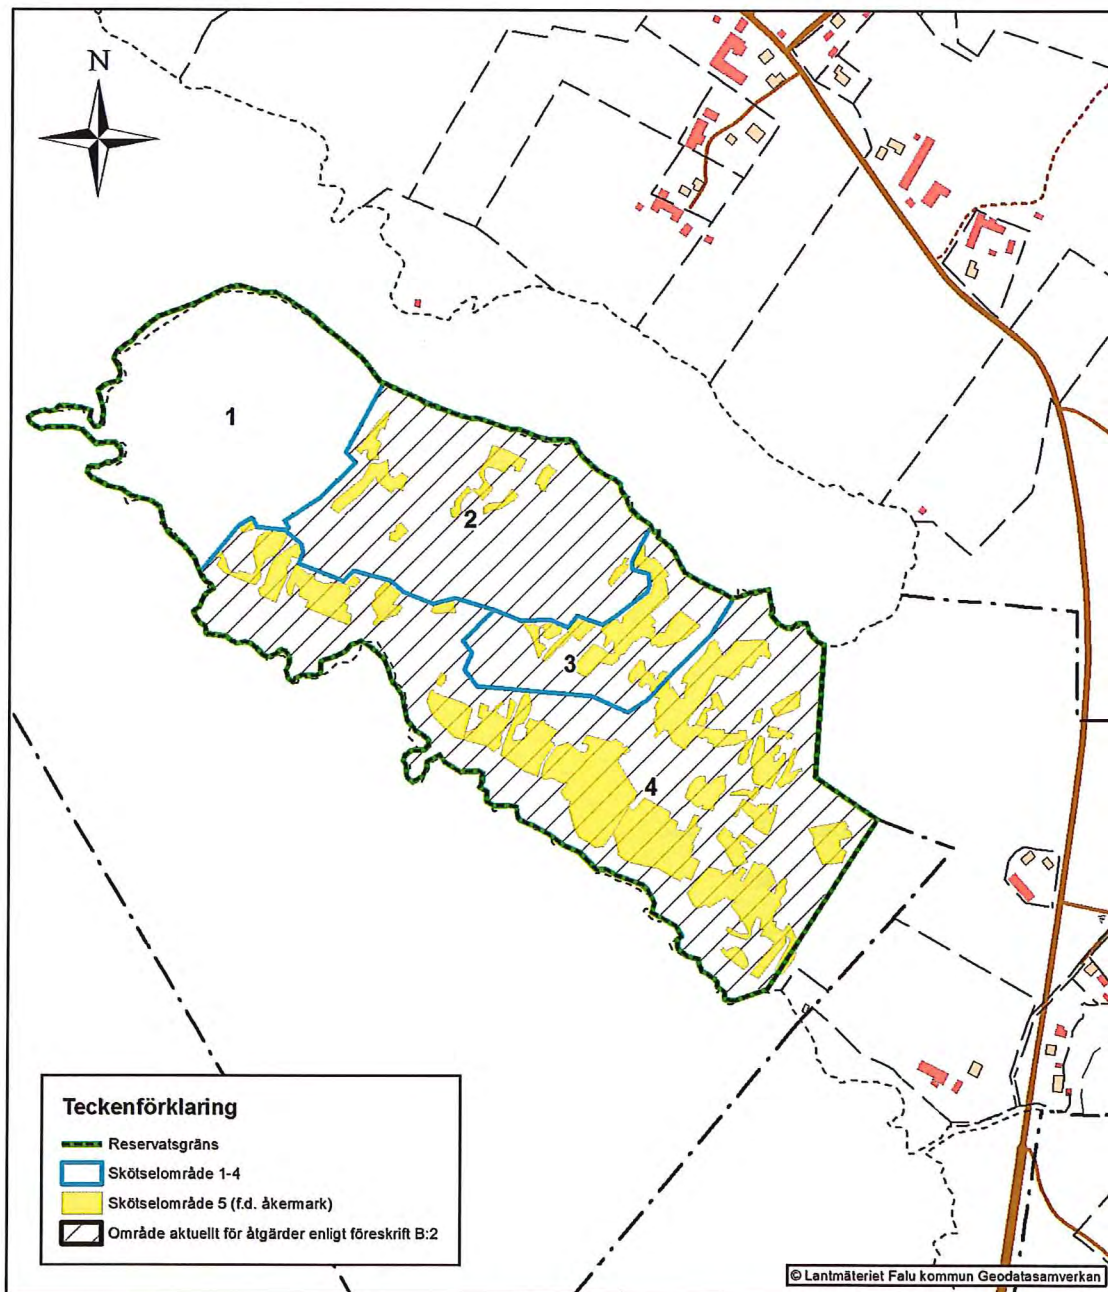 N
1
2
3
4
Teckenförklaring
Reservatsgräns
Skötselområde 1-4
Skötselområde 5 (f.d. åkermark)
Område aktuellt för åtgärder enligt föreskrift B:2
© Lantmäteriet Falu kommun Geodatasamverkan